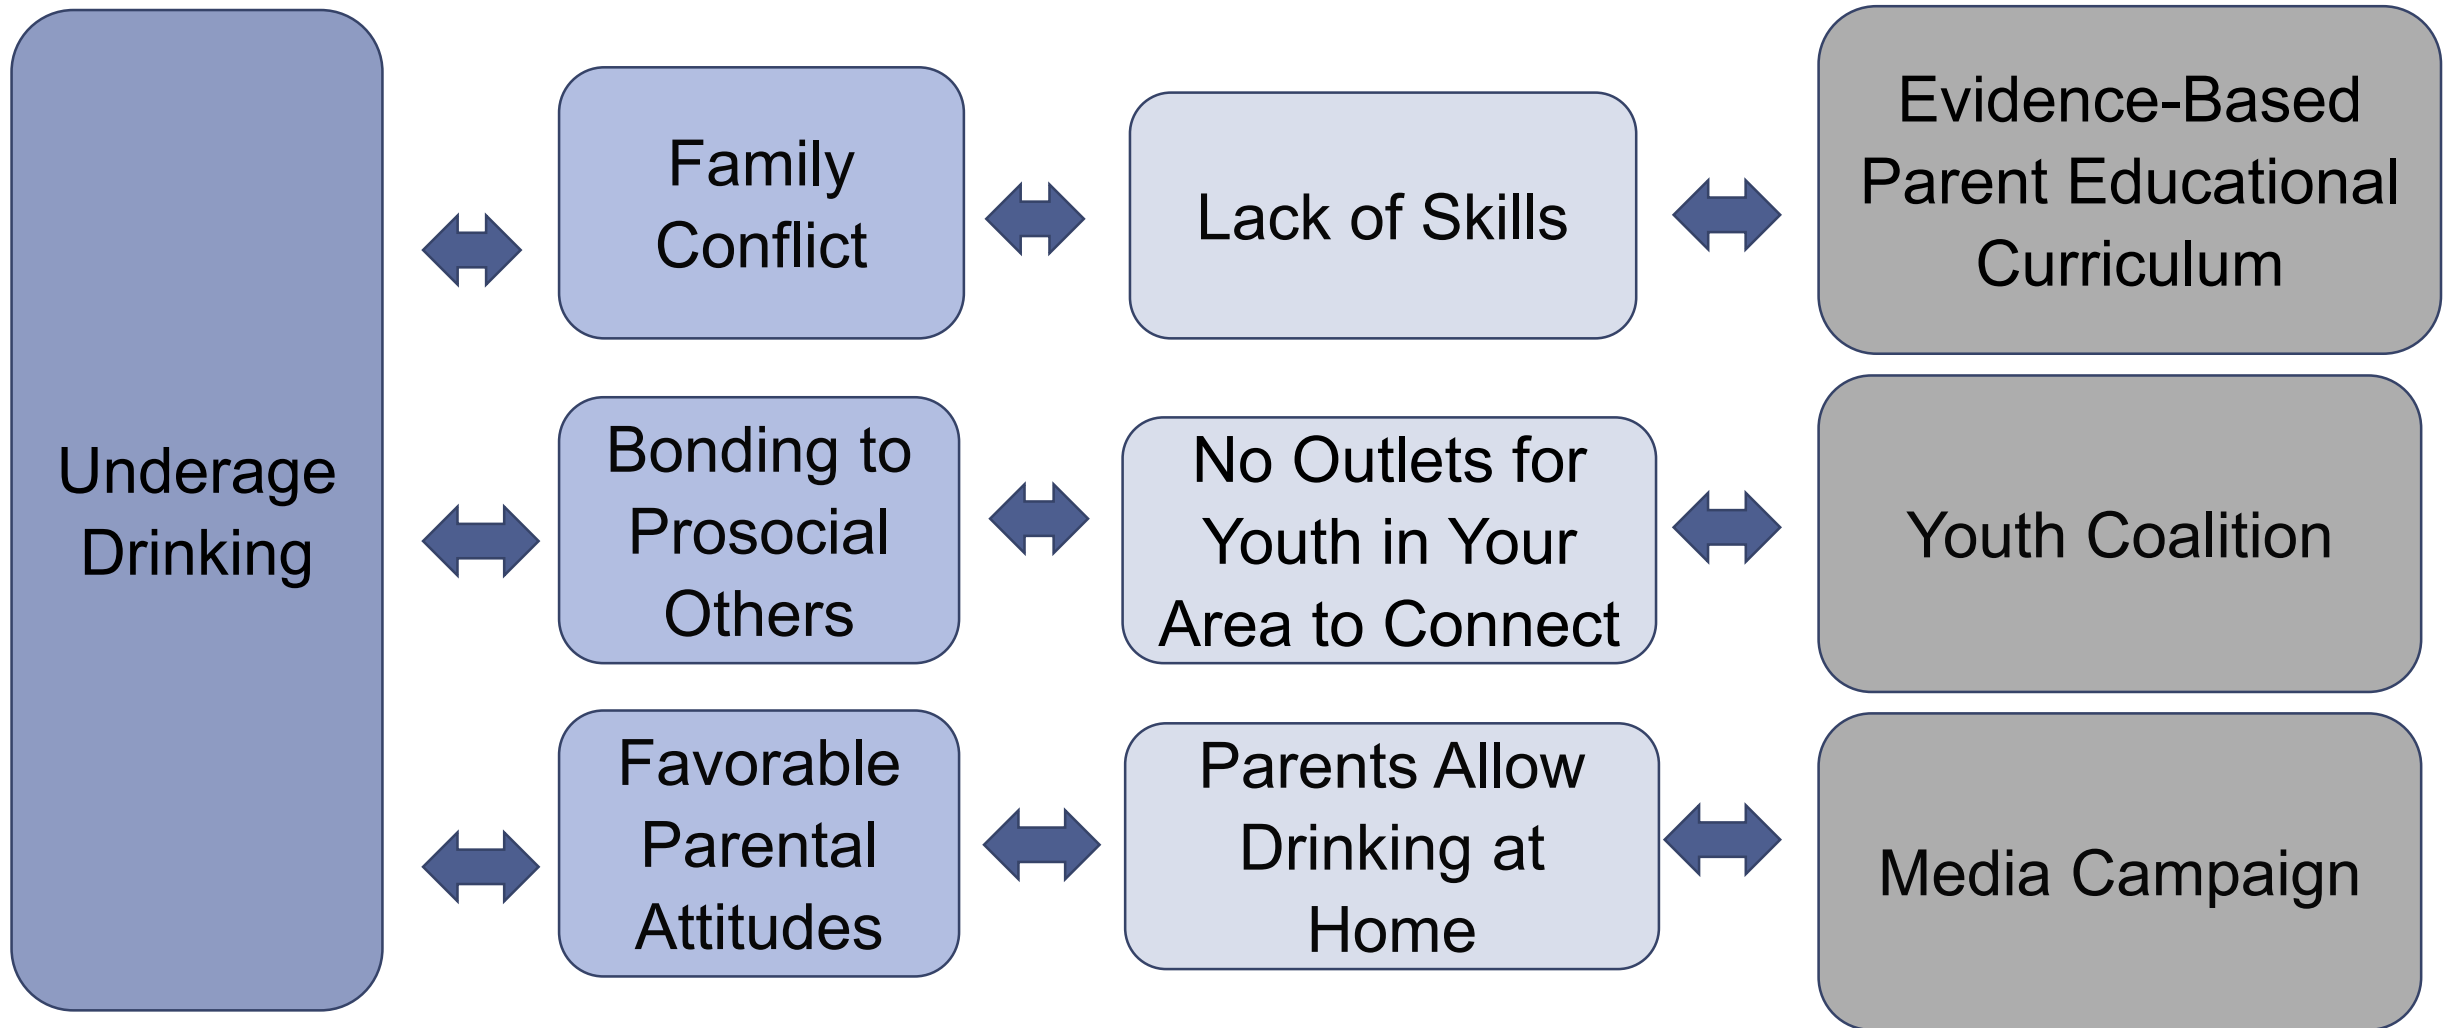 Underage
Drinking
Family
Conflict
Lack of Skills
Evidence-Based
Parent Educational
Curriculum
Bonding to
Prosocial
Others
No Outlets for
Youth in Your
Area to Connect
Youth Coalition
Favorable
Parental
Attitudes
Parents Allow
Drinking at
Home
Media Campaign